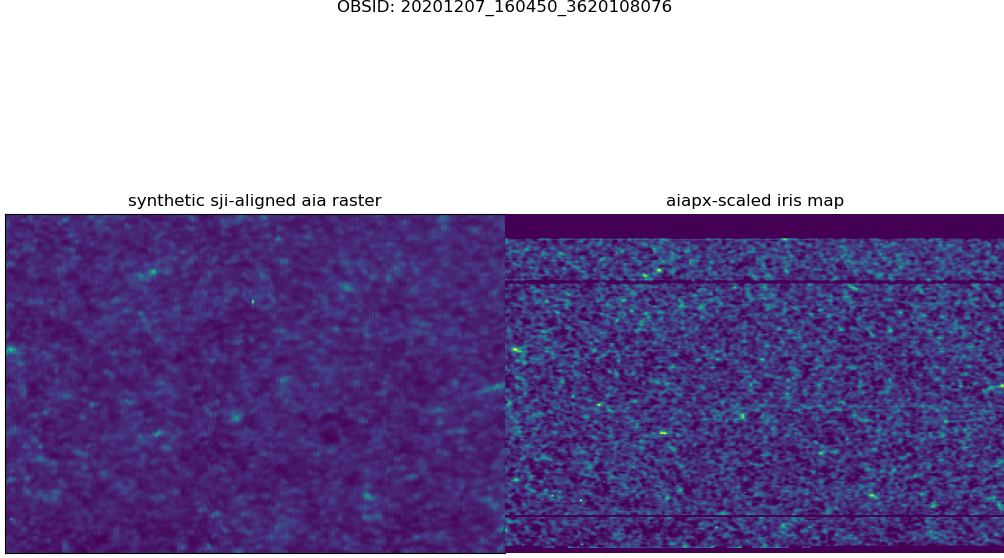 OBSID: 20201207_160450_3620108076
synthetic sji-aligned aia raster
aiapx-scaled iris map